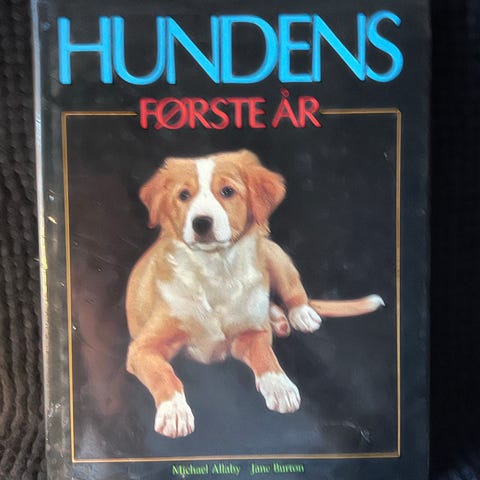 HUNDENS
FØRSTE ÅR
Michael Allaby Jane Burton